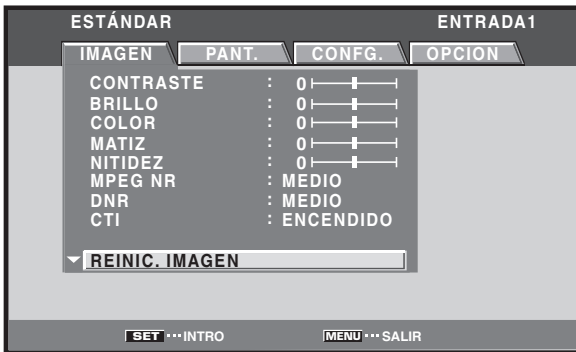 ESTÁNDAR ENTRADA1
IMAGEN PANT. CONFG. OPCION
CONTRASTE : 0
BRILLO : 0
COLOR : 0
MATIZ : 0
NITIDEZ : 0
MPEG NR : MEDIO
DNR : MEDIO
CTI : ENCENDIDO
REINIC. IMAGEN
SET ··· INTRO MENU ··· SALIR